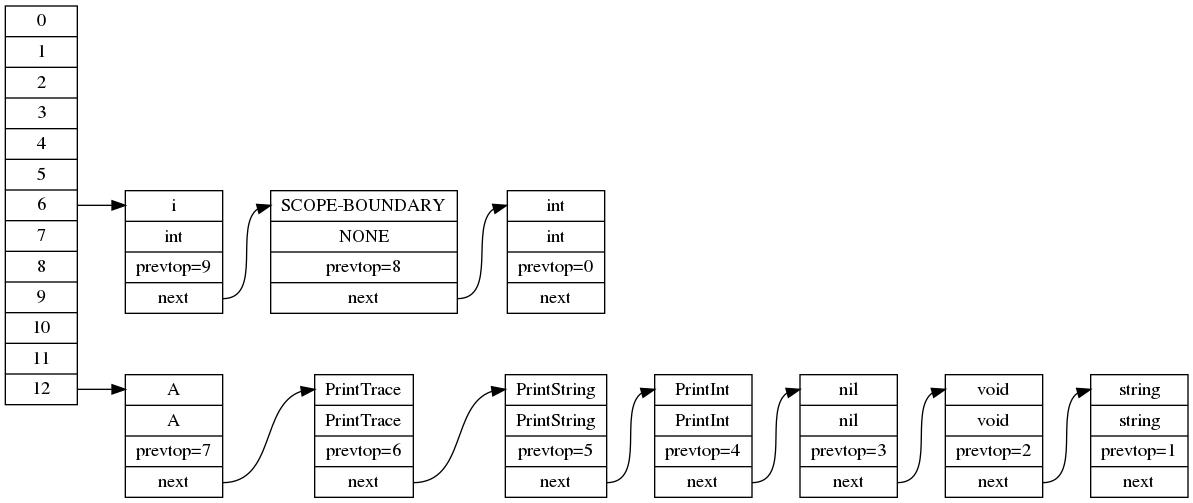 0
1
2
3
4
5
6
7
8
9
10
11
12
i
int
prevtop=9
next
SCOPE-BOUNDARY
NONE
prevtop=8
next
int
int
prevtop=0
next
A
A
prevtop=7
next
PrintTrace
PrintTrace
prevtop=6
next
PrintString
PrintString
prevtop=5
next
PrintInt
PrintInt
prevtop=4
next
nil
nil
prevtop=3
next
void
void
prevtop=2
next
string
string
prevtop=1
next